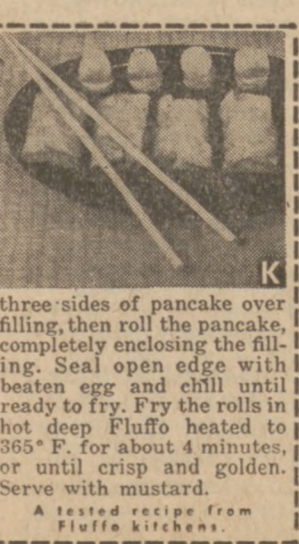 K
three sides of pancake over
filling, then roll the pancake,
completely enclosing the fill-
ing. Seal open edge with
beaten egg and chill until
ready to fry. Fry the rolls in
hot deep Fluffo heated to
365° F. for about 4 minutes,
or until crisp and golden.
Serve with mustard.
A tested recipe from
Fluffo kitchens.